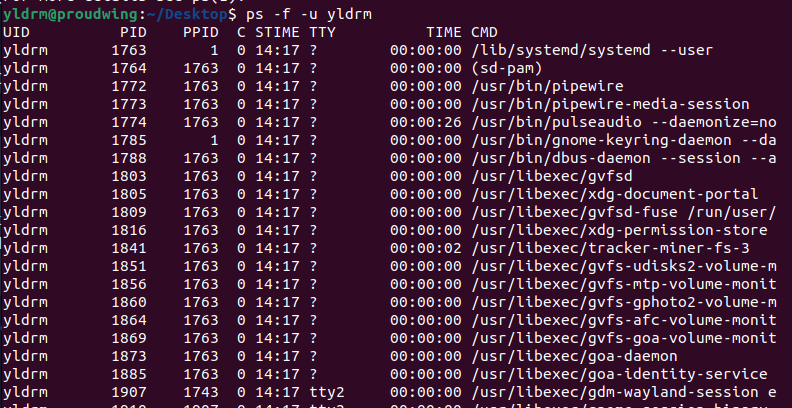 yldrm@proudwing:~/Desktop$ ps -f -u yldrm
UID PID PPID C STIME TTY TIME CMD
yldrm 1763 1 0 14:17 ? 00:00:00 /lib/systemd/systemd --user
yldrm 1764 1763 0 14:17 ? 00:00:00 (sd-pam)
yldrm 1772 1763 0 14:17 ? 00:00:00 /usr/bin/pipewire
yldrm 1773 1763 0 14:17 ? 00:00:00 /usr/bin/pipewire-media-session
yldrm 1774 1763 0 14:17 ? 00:00:26 /usr/bin/pulseaudio --daemonize=no
yldrm 1785 1 0 14:17 ? 00:00:00 /usr/bin/gnome-keyring-daemon --da
yldrm 1788 1763 0 14:17 ? 00:00:00 /usr/bin/dbus-daemon --session --a
yldrm 1803 1763 0 14:17 ? 00:00:00 /usr/libexec/gvfsd
yldrm 1805 1763 0 14:17 ? 00:00:00 /usr/libexec/xdg-document-portal
yldrm 1809 1763 0 14:17 ? 00:00:00 /usr/libexec/gvfsd-fuse /run/user/
yldrm 1816 1763 0 14:17 ? 00:00:00 /usr/libexec/xdg-permission-store
yldrm 1841 1763 0 14:17 ? 00:00:02 /usr/libexec/tracker-miner-fs-3
yldrm 1851 1763 0 14:17 ? 00:00:00 /usr/libexec/gvfs-udisks2-volume-m
yldrm 1856 1763 0 14:17 ? 00:00:00 /usr/libexec/gvfs-mtp-volume-monit
yldrm 1860 1763 0 14:17 ? 00:00:00 /usr/libexec/gvfs-gphoto2-volume-m
yldrm 1864 1763 0 14:17 ? 00:00:00 /usr/libexec/gvfs-afc-volume-monit
yldrm 1869 1763 0 14:17 ? 00:00:00 /usr/libexec/gvfs-goa-volume-monit
yldrm 1873 1763 0 14:17 ? 00:00:00 /usr/libexec/goa-daemon
yldrm 1885 1763 0 14:17 ? 00:00:00 /usr/libexec/goa-identity-service
yldrm 1907 1743 0 14:17 tty2 00:00:00 /usr/libexec/gdm-wayland-session e